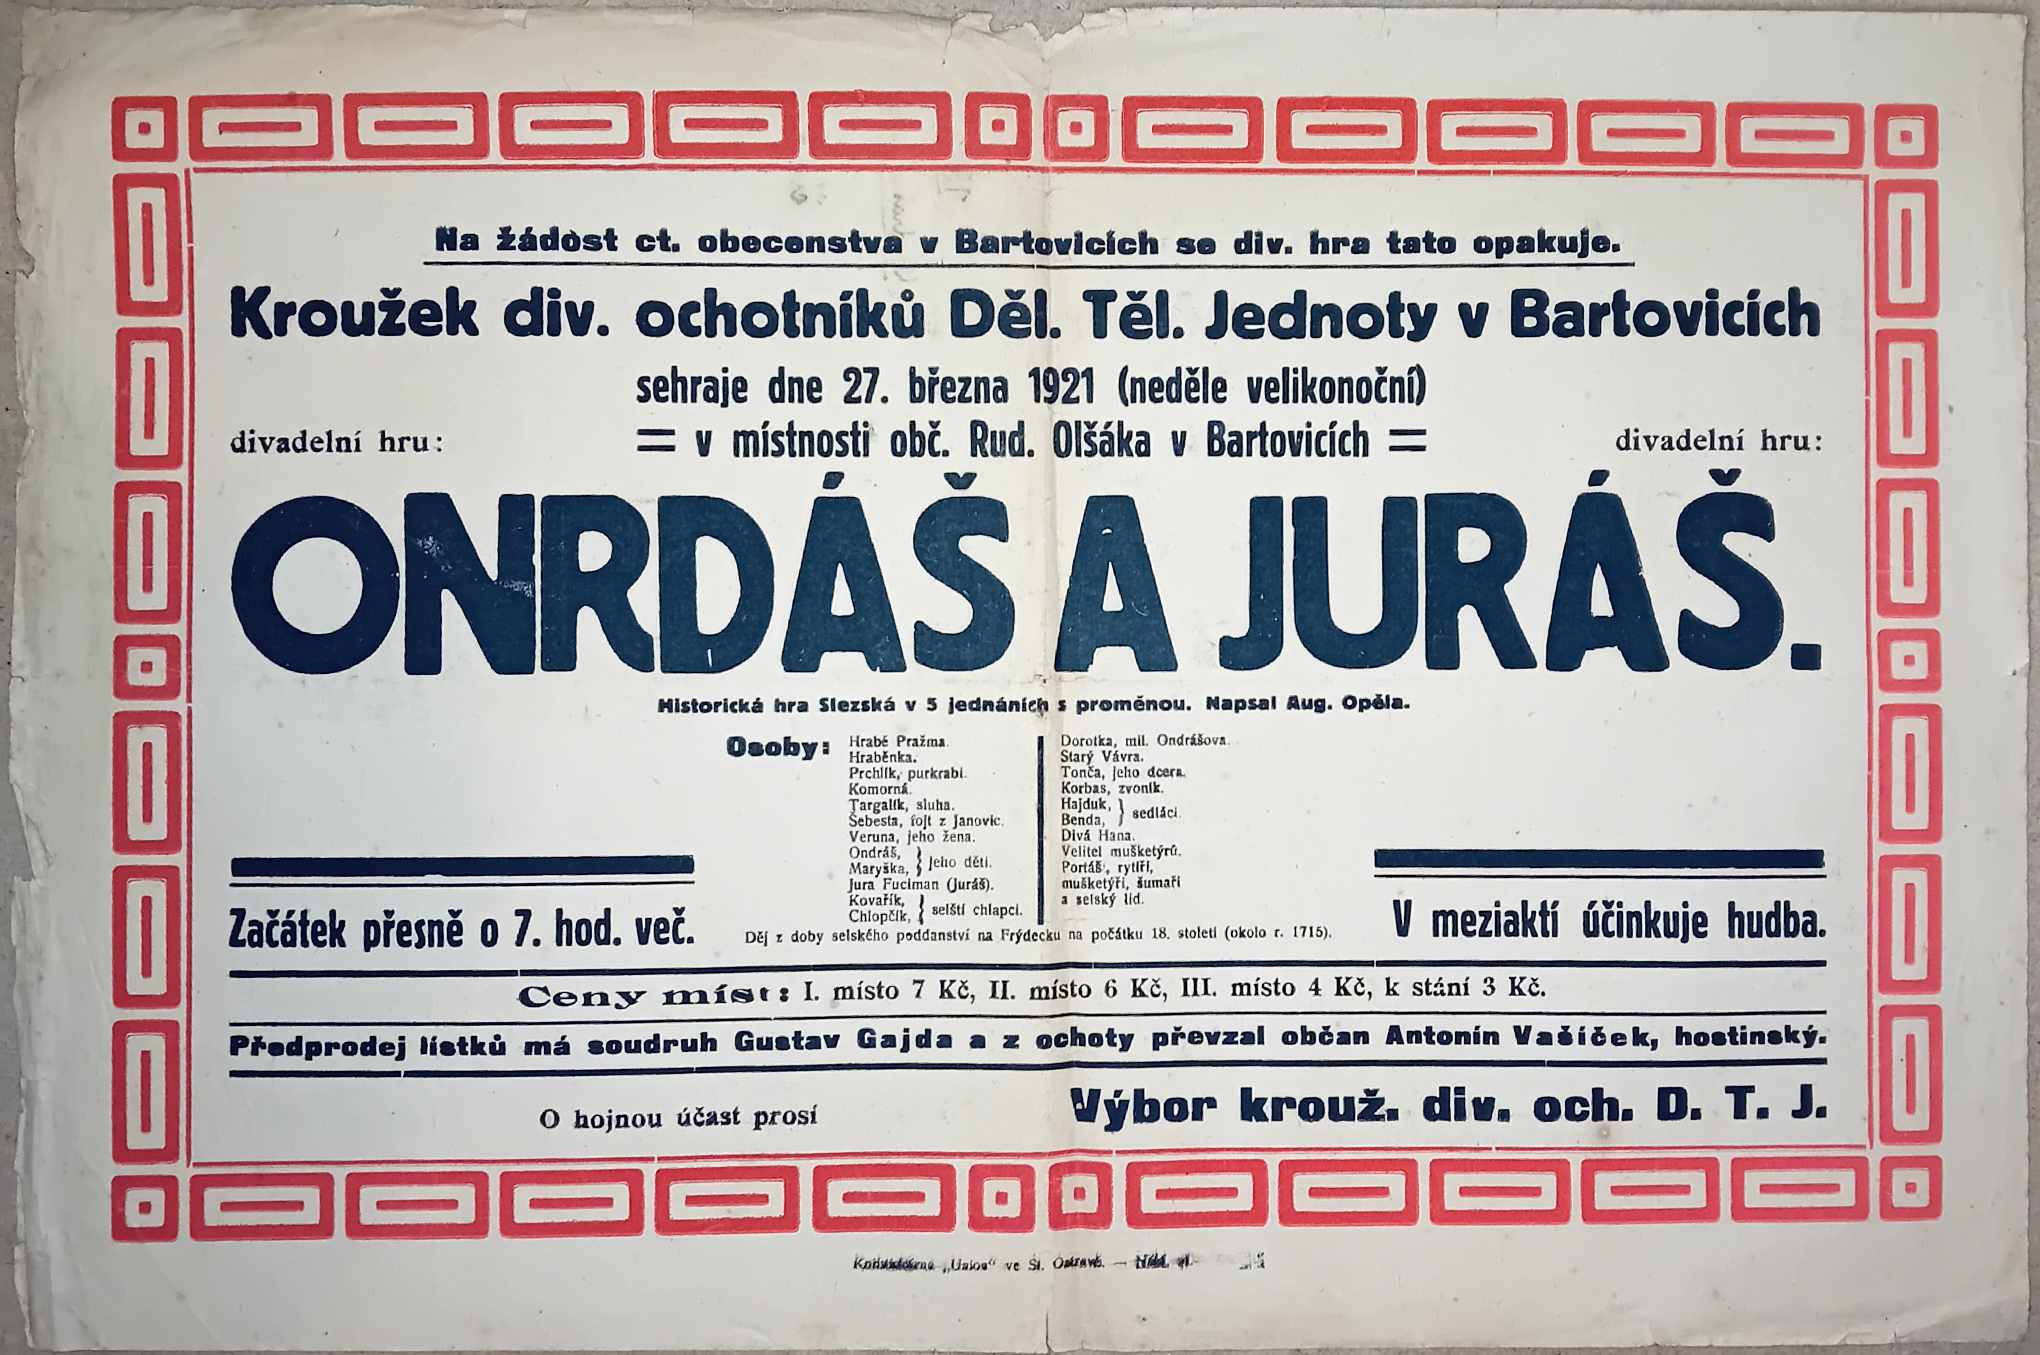 Na žádost ct. obecenstva v Bartovicích se div. hra tato opakuje.
Kroužek div. ochotníků Děl. Těl. Jednoty v Bartovicích
sehraje dne 27. března 1921 (neděle velikonoční)
divadelní hru: = v místnosti obč. Rud. Olšáka v Bartovicích = divadelní hru:
ONRDÁŠ A JURÁŠ.
Historická hra Slezská v 5 jednáních s proměnou. Napsal Aug. Opěla.
Osoby:
Hrabě Pražma.
Hraběnka.
Prchlík, purkrabí.
Komorná.
Targalík, sluha.
Šebesta, fojt z Janovic.
Veruna, jeho žena.
Ondráš, } jeho děti.
Maryška,
Jura Fuciman (Juráš).
Kovařík, } selští chlapci.
Chlopčík,
Dorotka, mil. Ondrášova.
Starý Vávra.
Tonča, jeho dcera.
Korbas, zvoník.
Hajduk, } sedláci.
Benda,
Divá Hana.
Velitel mušketýrů.
Portáš, rytíři,
mušketýři, šumaři
a selský lid.
Děj z doby selského poddanství na Frýdecku na počátku 18. století (okolo r. 1715).
Začátek přesně o 7. hod. več.
V meziaktí účinkuje hudba.
Ceny míst: I. místo 7 Kč, II. místo 6 Kč, III. místo 4 Kč, k stání 3 Kč.
Předprodej lístků má soudruh Gustav Gajda a z ochoty převzal občan Antonín Vašíček, hostinský.
O hojnou účast prosí
Výbor krouž. div. och. D. T. J.
„Union“ ve Sl. Ostravě. —